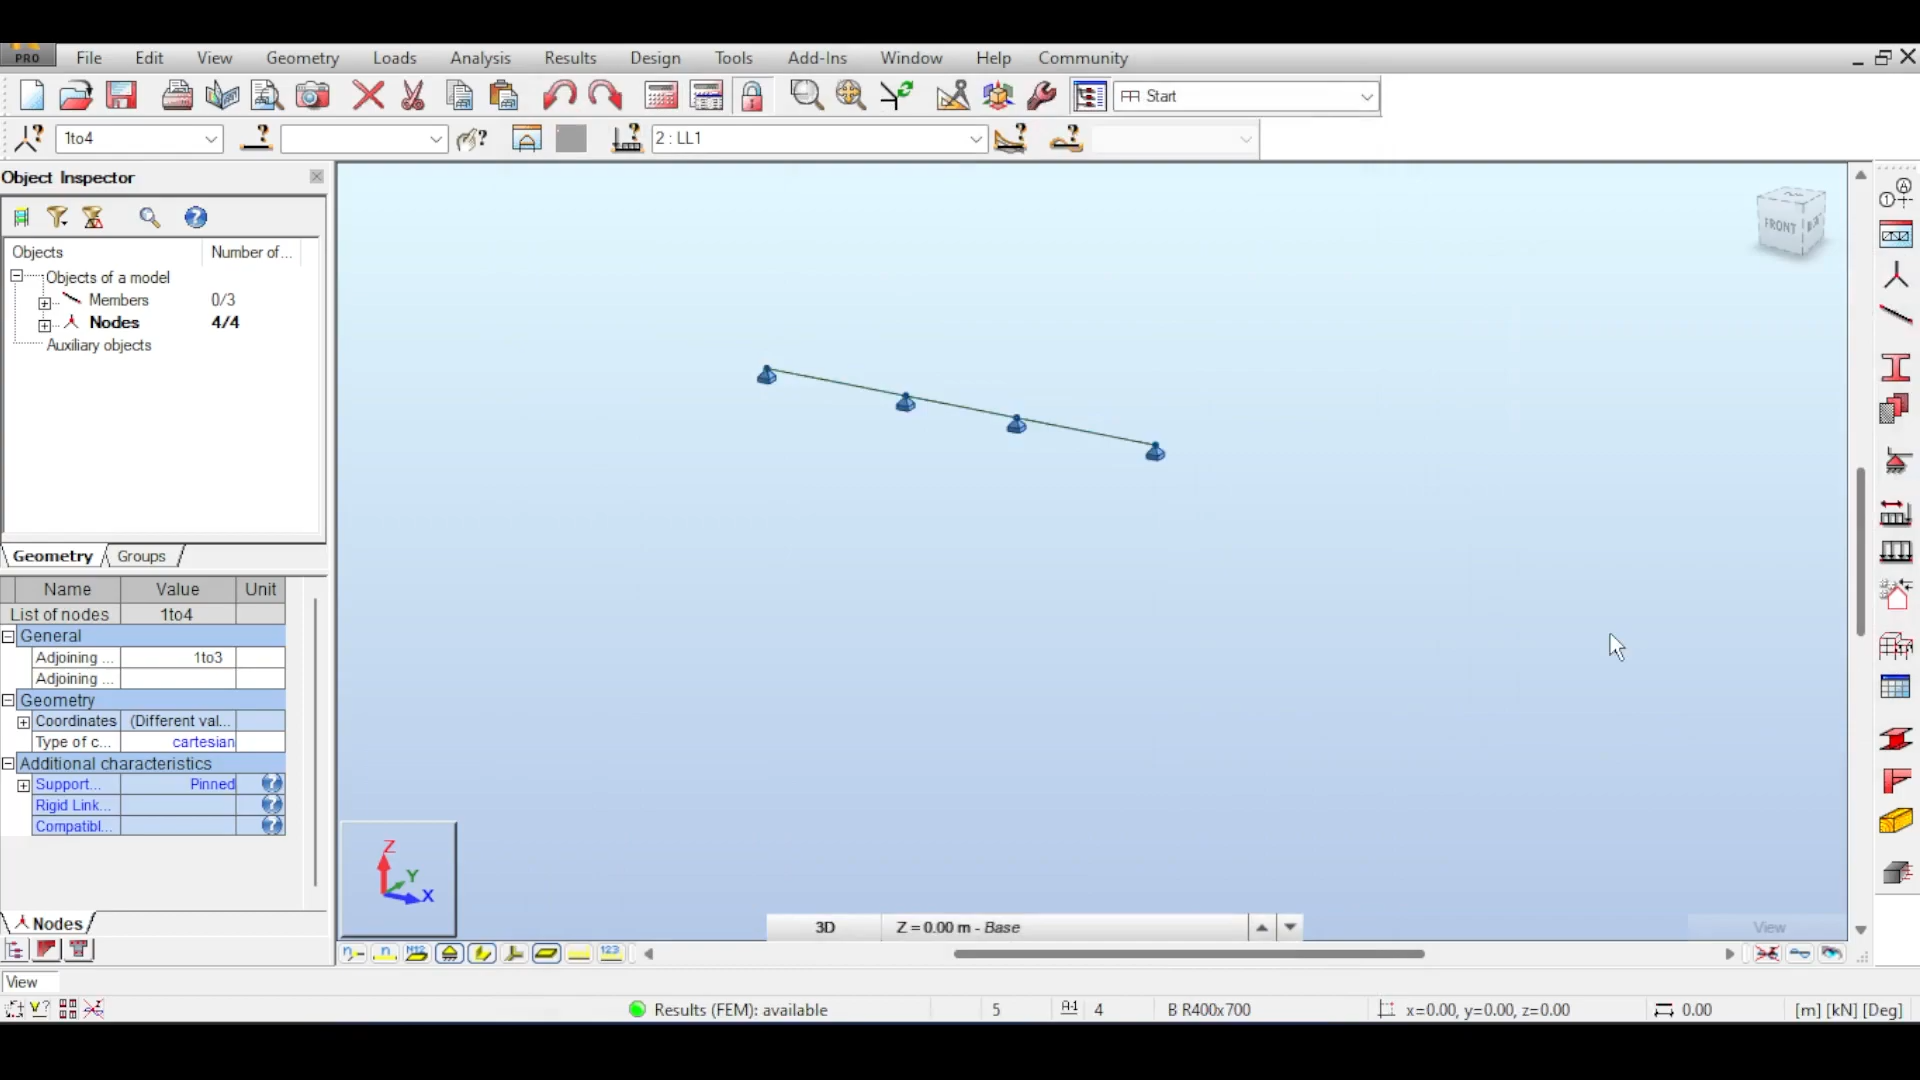 PRO File Edit View Geometry Loads Analysis Results Design Tools Add-Ins Window Help Community
Start
1to4 2 : LL1
Object Inspector
Objects Number of...
Objects of a model
Members 0/3
Nodes 4/4
Auxiliary objects
Geometry Groups
Name Value Unit
List of nodes 1to4
General
Adjoining ... 1to3
Adjoining ...
Geometry
Coordinates (Different val...
Type of c... cartesian
Additional characteristics
Support... Pinned
Rigid Link...
Compatibl...
Nodes
FRONT
Z
Y
X
3D Z = 0.00 m - Base
View
View
Results (FEM): available 5 4 B R400x700 x=0.00, y=0.00, z=0.00 0.00 [m] [kN] [Deg]